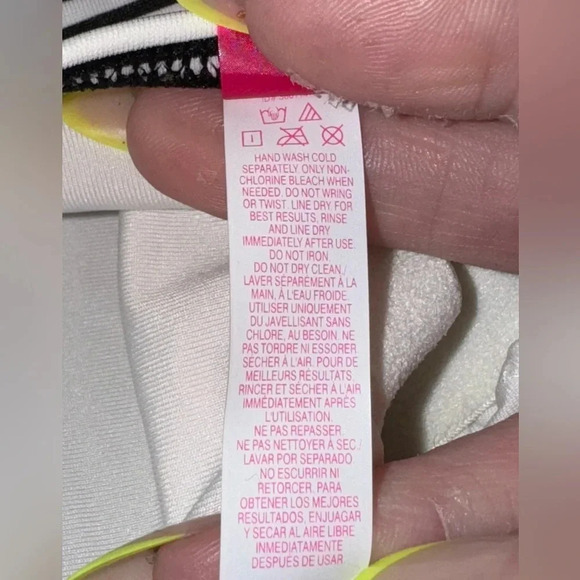 HAND WASH COLD
SEPARATELY, ONLY NON-
CHLORINE BLEACH WHEN
NEEDED. DO NOT WRING
OR TWIST. LINE DRY FOR
BEST RESULTS, RINSE
AND LINE DRY
IMMEDIATELY AFTER USE.
DO NOT IRON
DO NOT DRY CLEAN./
LAVER SÉPARÉMENT À LA
MAIN, À L'EAU FROIDE.
UTILISER UNIQUEMENT
DU JAVELLISANT SANS
CHLORE, AU BESOIN. NE
PAS TORDRE NI ESSORER.
SÉCHER À L'AIR. POUR DE
MEILLEURS RÉSULTATS,
RINCER ET SÉCHER À L'AIR
IMMÉDIATEMENT APRÈS
L'UTILISATION.
NE PAS REPASSER.
NE PAS NETTOYER À SEC./
LAVAR POR SEPARADO.
NO ESCURRIR NI
RETORCER. PARA
OBTENER LOS MEJORES
RESULTADOS, ENJUAGAR
Y SECAR AL AIRE LIBRE
INMEDIATAMENTE
DESPUÉS DE USAR